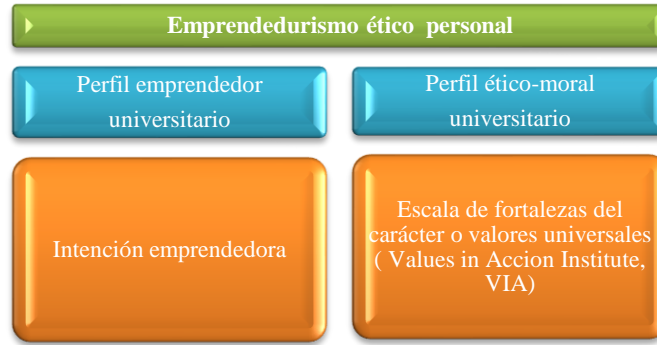 Emprendedurismo ético personal
Perfil emprendedor
universitario
Perfil ético-moral
universitario
Intención emprendedora
Escala de fortalezas del
carácter o valores universales
( Values in Accion Institute,
VIA)